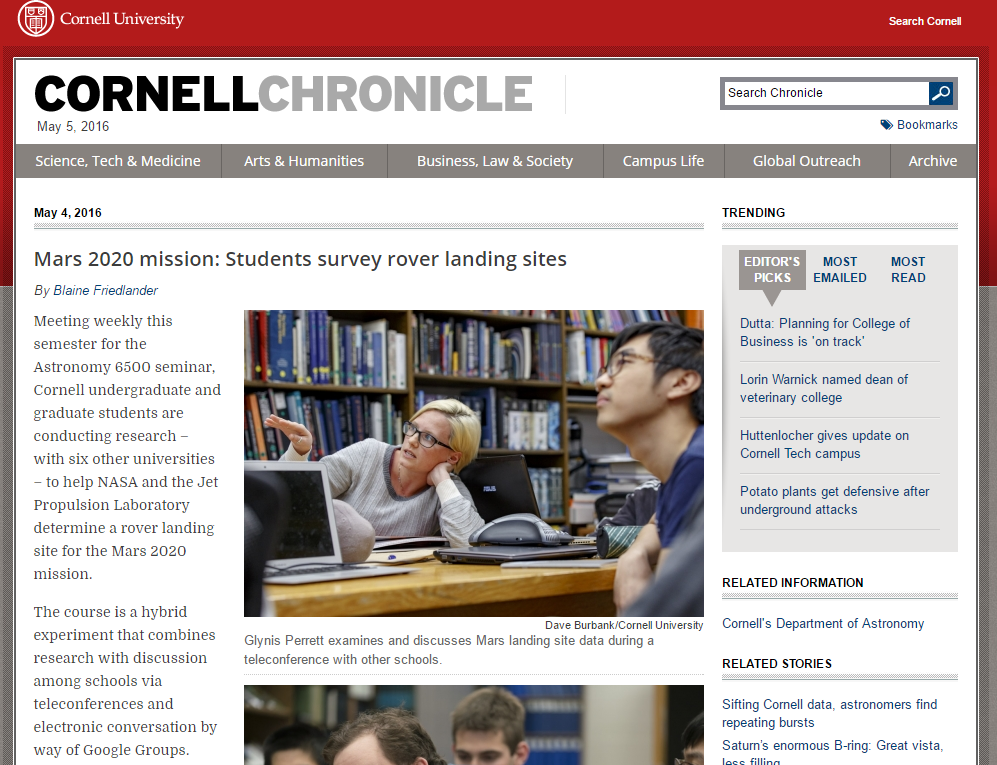 Cornell University
Search Cornell
CORNELLCHRONICLE
May 5, 2016
Search Chronicle
Bookmarks
Science, Tech & Medicine
Arts & Humanities
Business, Law & Society
Campus Life
Global Outreach
Archive
May 4, 2016
Mars 2020 mission: Students survey rover landing sites
By Blaine Friedlander
Meeting weekly this
semester for the
Astronomy 6500 seminar,
Cornell undergraduate and
graduate students are
conducting research –
with six other universities
– to help NASA and the Jet
Propulsion Laboratory
determine a rover landing
site for the Mars 2020
mission.
The course is a hybrid
experiment that combines
research with discussion
among schools via
teleconferences and
electronic conversation by
way of Google Groups.
ASUS
Dave Burbank/Cornell University
Glynis Perrett examines and discusses Mars landing site data during a
teleconference with other schools.
TRENDING
EDITOR'S
PICKS
MOST
EMAILED
MOST
READ
Dutta: Planning for College of
Business is 'on track'
Lorin Warnick named dean of
veterinary college
Huttenlocher gives update on
Cornell Tech campus
Potato plants get defensive after
underground attacks
RELATED INFORMATION
Cornell's Department of Astronomy
RELATED STORIES
Sifting Cornell data, astronomers find
repeating bursts
Saturn's enormous B-ring: Great vista,
less filling